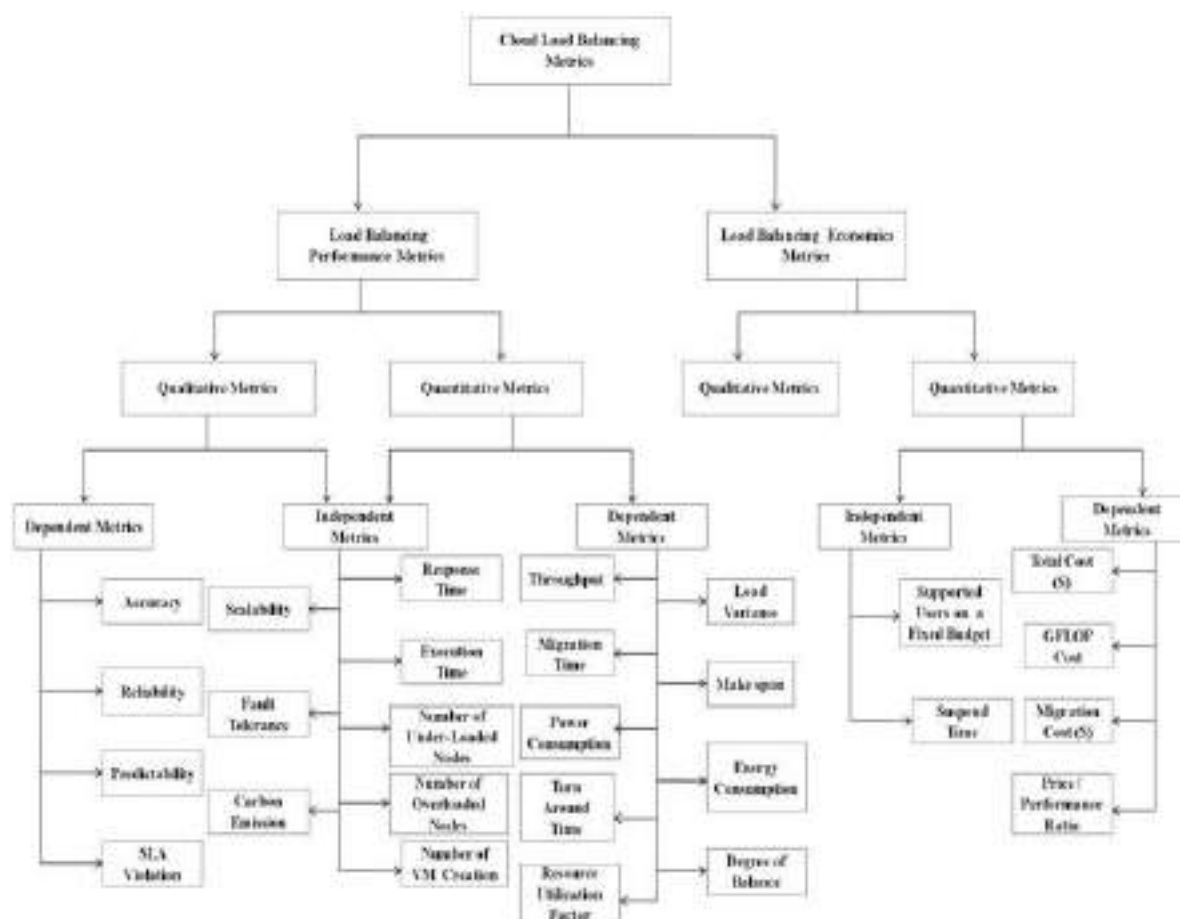 Cloud Load Balancing
Metrics
Load Balancing
Performance Metrics
Load Balancing Economics
Metrics
Qualitative Metrics
Quantitative Metrics
Qualitative Metrics
Quantitative Metrics
Dependent Metrics
Independent
Metrics
Dependent
Metrics
Independent
Metrics
Dependent
Metrics
Accuracy
Reliability
Predictability
SLA
Violation
Scalability
Fault
Tolerance
Carbon
Emission
Response
Time
Execution
Time
Number of
Under-Loaded
Nodes
Number of
Overloaded
Nodes
Number of
VM Creation
Throughput
Migration
Time
Power
Consumption
Turn
Around
Time
Resource
Utilization
Factor
Load
Variance
Make span
Energy
Consumption
Degree of
Balance
Supported
Users on a
Fixed Budget
Suspend
Time
Total Cost
($)
GFLOP
Cost
Migration
Cost($)
Price /
Performance
Ratio